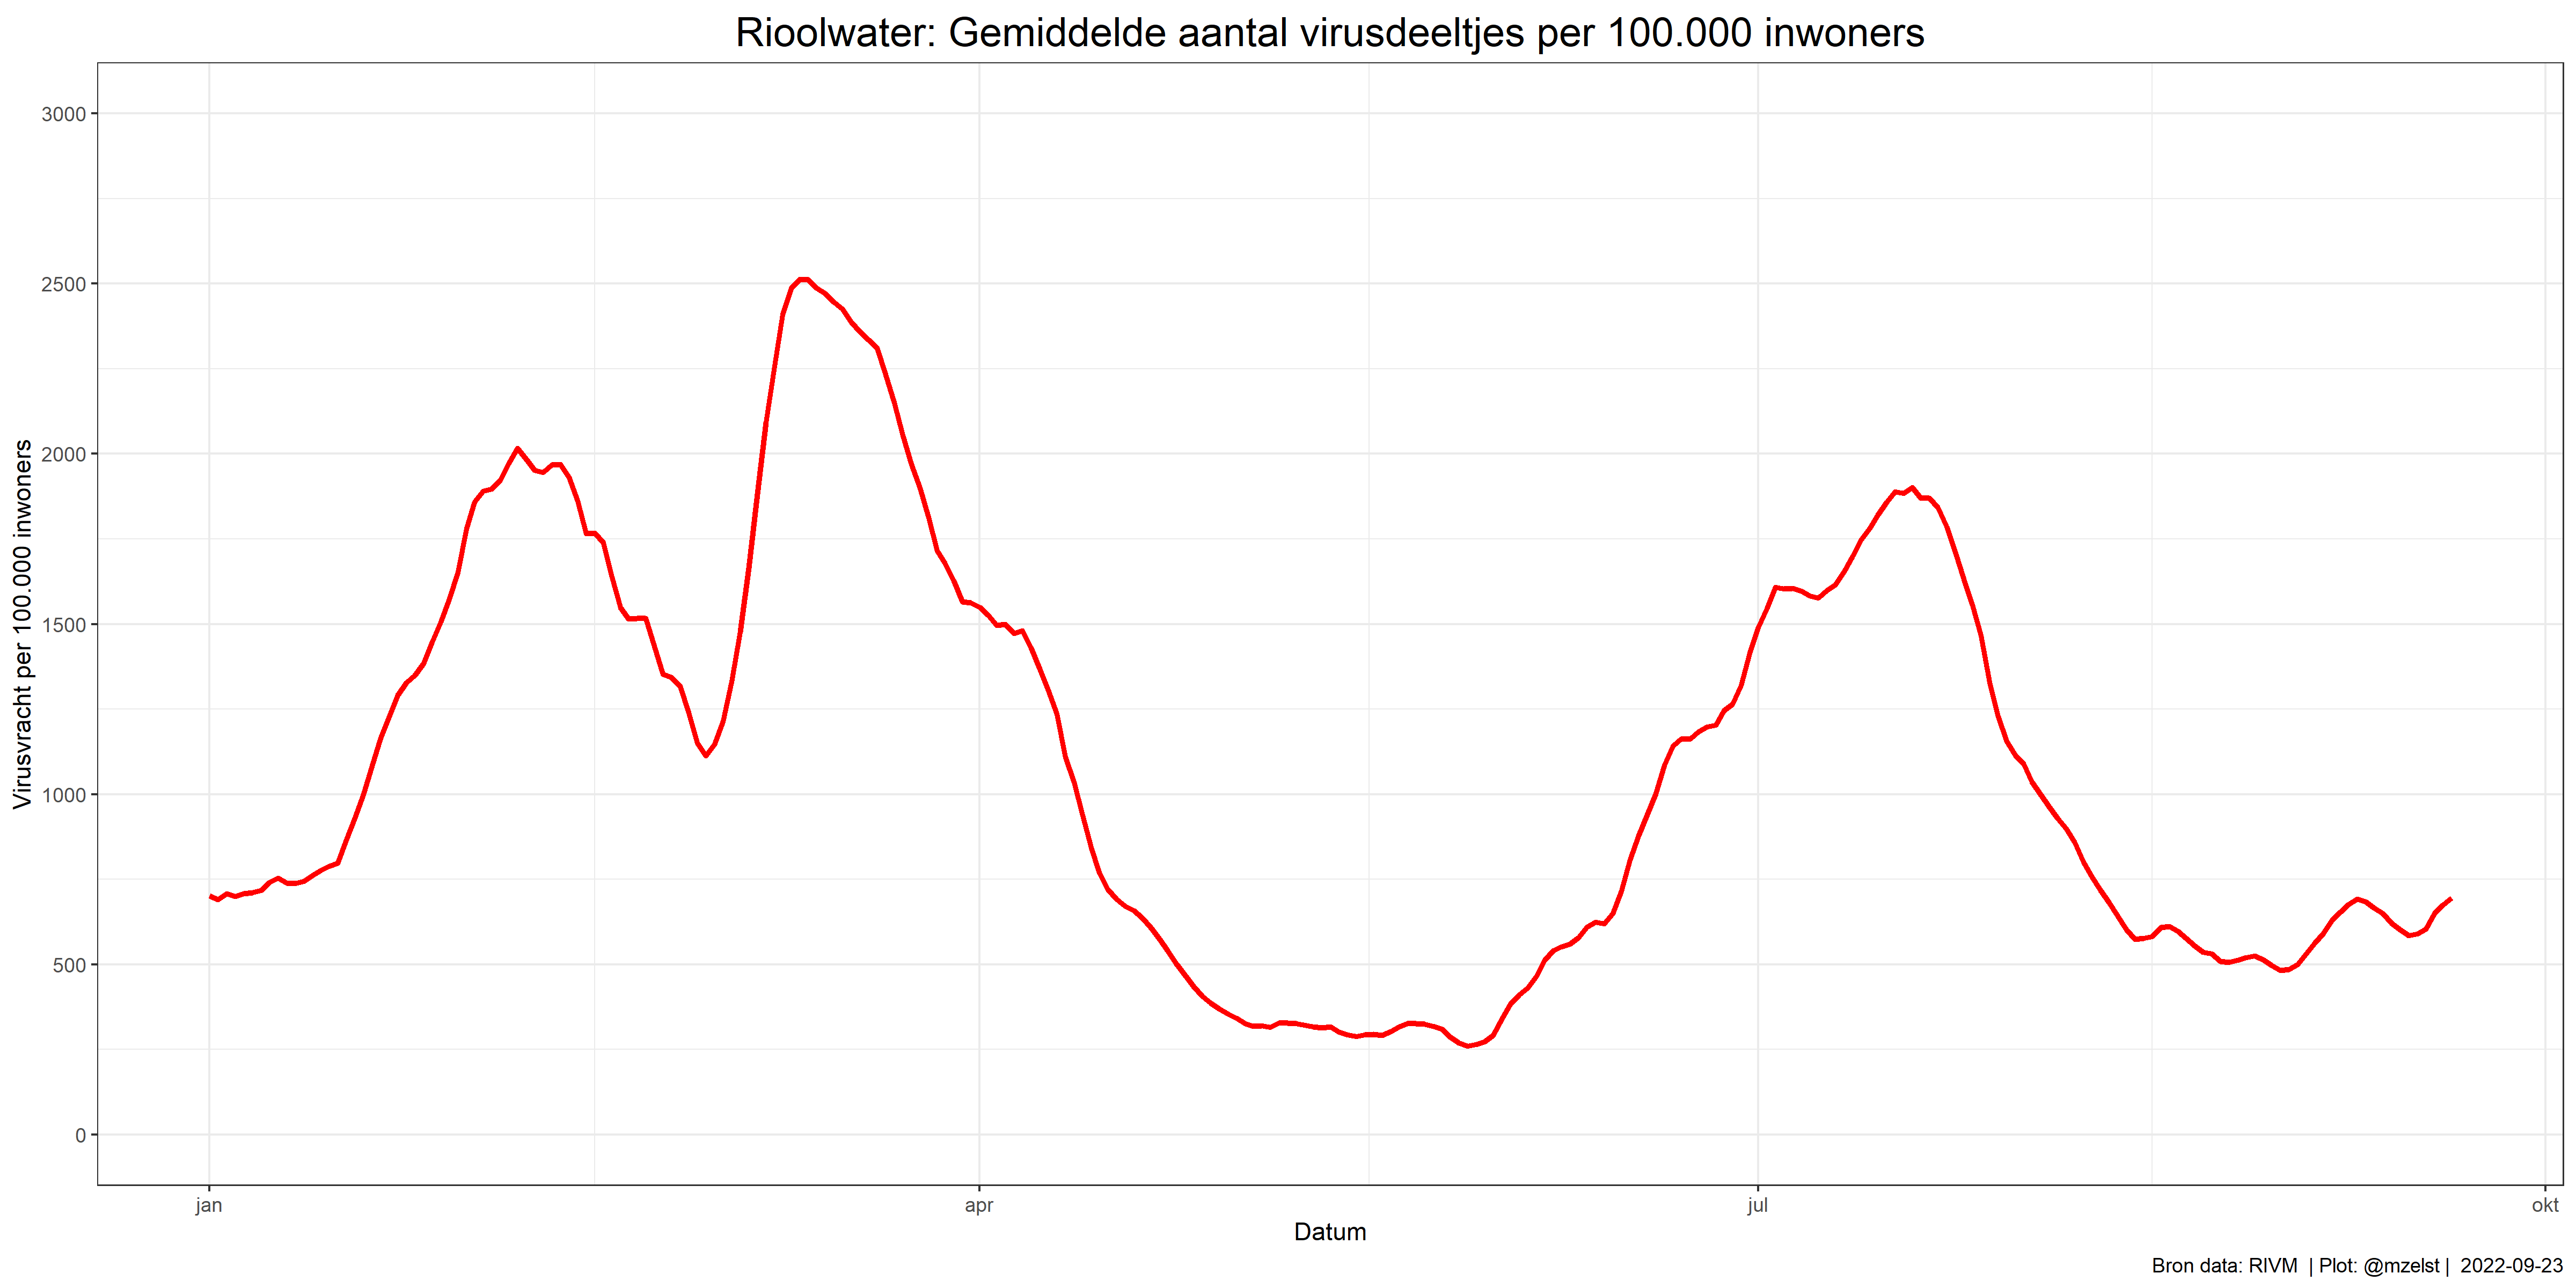 Rioolwater: Gemiddelde aantal virusdeeltjes per 100.000 inwoners
Virusvracht per 100.000 inwoners
3000
2500
2000
1500
1000
500
0
jan apr jul okt
Datum
Bron data: RIVM | Plot: @mzelst | 2022-09-23